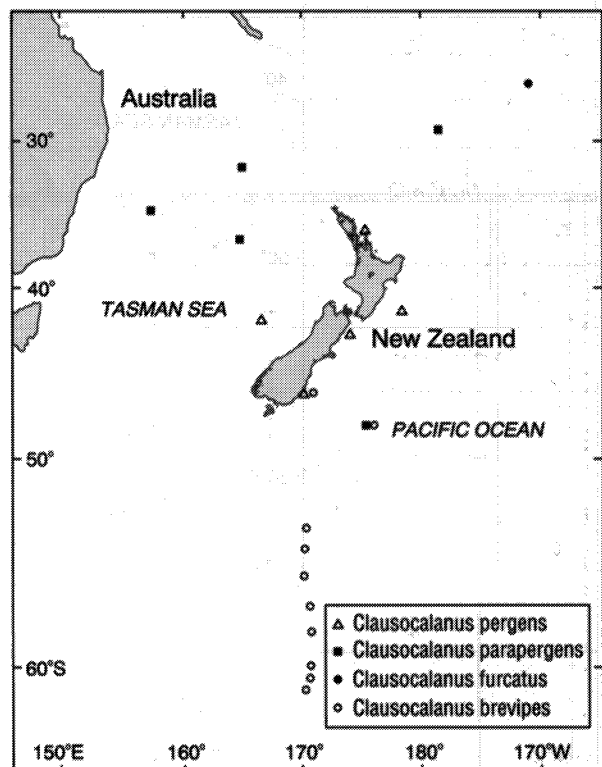 Australia
30°
40°
TASMAN SEA
New Zealand
PACIFIC OCEAN
50°
60°S
Clausocalanus pergens
Clausocalanus parapergens
Clausocalanus furcatus
Clausocalanus brevipes
150°E 160° 170° 180° 170°W